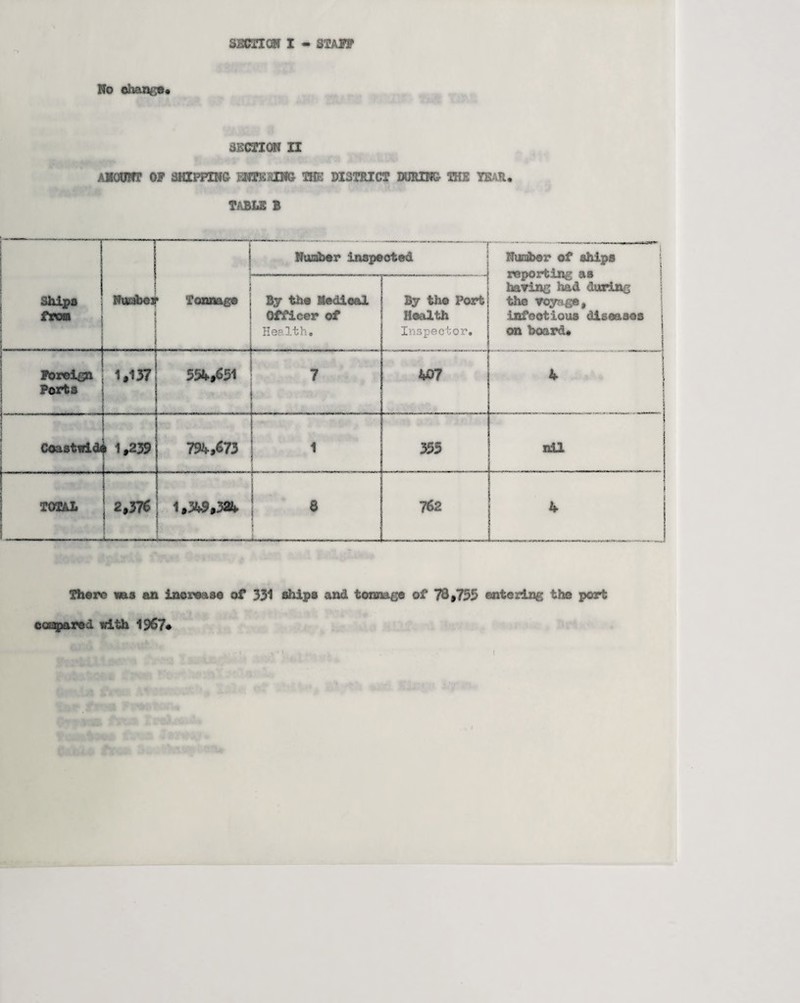 SECTION I - STAFF
No change.
SECTION II
AMOUNT OF SHIPPING ENTERING THE DISTRICT DURING THE YEAR.
TABLE B
Ships from | Number | Tonnage | Number inspected | Number of ships reporting as having had during the voyage, infectious diseases on board.
By the Medical Officer of Health. | By the Port Health Inspector.
Foreign Ports | 1,137 | 554,651 | 7 | 407 | 4
Coastwide | 1,239 | 794,673 | 1 | 355 | nil
TOTAL | 2,376 | 1,349,324 | 8 | 762 | 4
There was an increase of 331 ships and tonnage of 78,755 entering the port
compared with 1967.